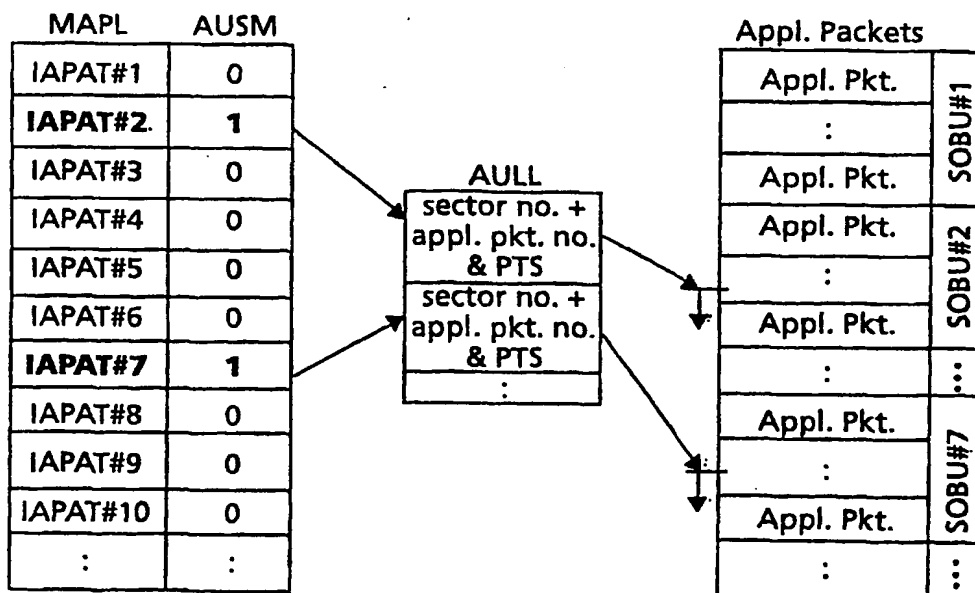 MAPL AUSM
IAPAT#1 0
IAPAT#2. 1
IAPAT#3 0
IAPAT#4 0
IAPAT#5 0
IAPAT#6 0
IAPAT#7 1
IAPAT#8 0
IAPAT#9 0
IAPAT#10 0
: :
AULL
sector no. +
appl. pkt. no.
& PTS
sector no. +
appl. pkt. no.
& PTS
:
Appl. Packets
Appl. Pkt.
:
Appl. Pkt.
SOBU#1
Appl. Pkt.
:
Appl. Pkt.
SOBU#2
:
...
Appl. Pkt.
:
Appl. Pkt.
SOBU#7
:
...